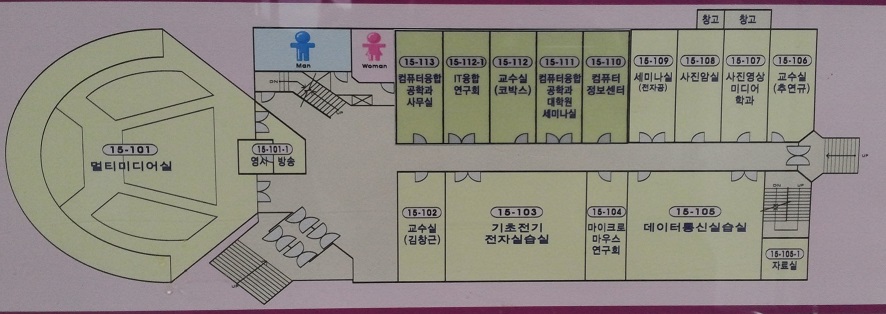 창고
창고
Man
Woman
15-113
컴퓨터융합
공학과
사무실
15-112-1
IT융합
연구회
15-112
교수실
(코박스)
15-111
컴퓨터융합
공학과
대학원
세미나실
15-110
컴퓨터
정보센터
15-109
세미나실
(전자공)
15-108
사진암실
15-107
사진영상
미디어
학과
15-106
교수실
(추연규)
DN
UP
15-101
멀티미디어실
15-101-1
영사
방송
UP
15-102
교수실
(김창근)
15-103
기초전기
전자실습실
15-104
마이크로
마우스
연구회
15-105
데이터통신실습실
DN
UP
15-105-1
자료실
UP